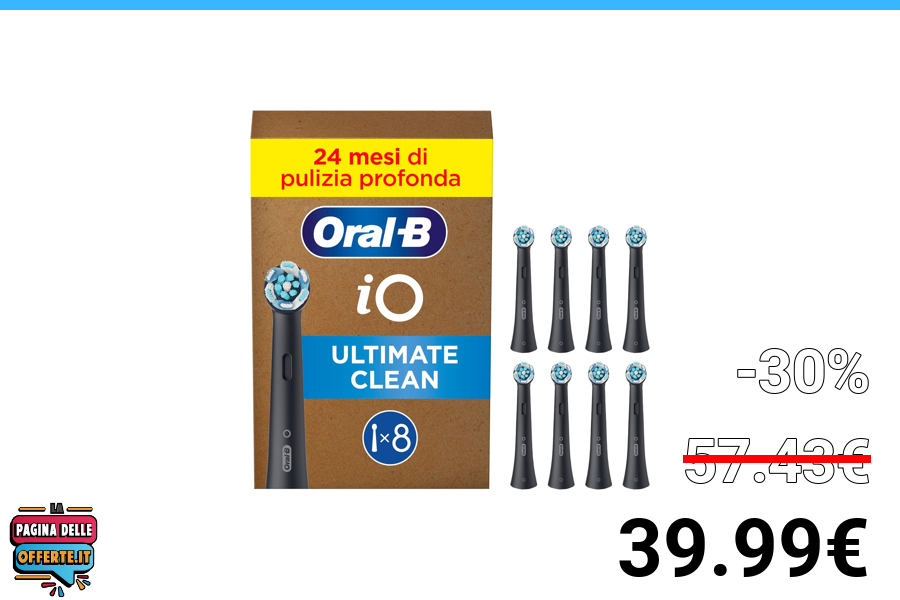 24 mesi di
pulizia profonda
Oral-B
iO
ULTIMATE
CLEAN
×8
Oral-B
-30%
57.43€
39.99€
LA
PAGINA DELLE
OFFERTE.IT